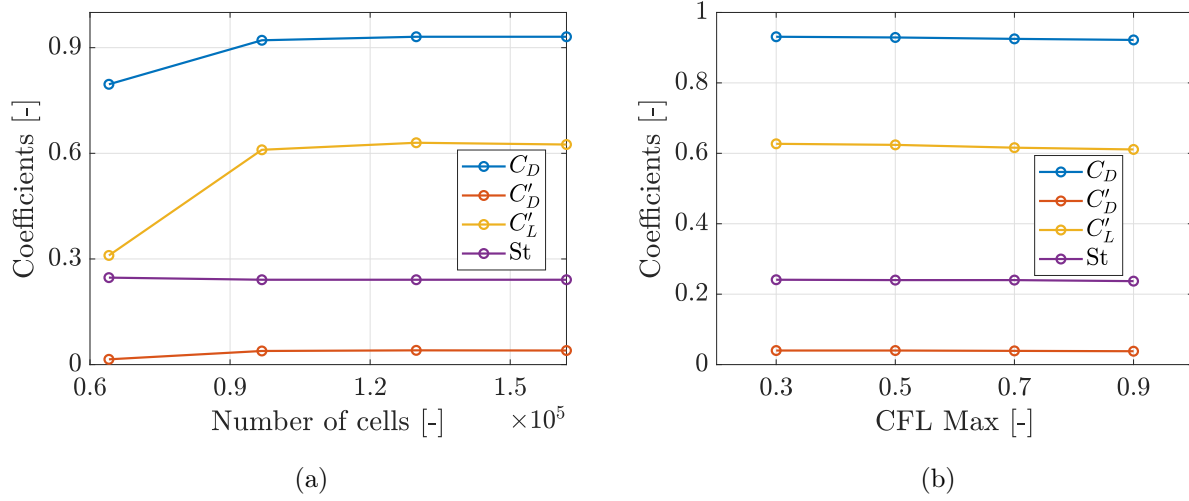 0.9
0.6
0.3
0
0.6 0.9 1.2 1.5
×10⁵
Coefficients [-]
Number of cells [-]
C_D
C'_D
C'_L
St
(a)
1
0.8
0.6
0.4
0.2
0
0.3 0.5 0.7 0.9
Coefficients [-]
CFL Max [-]
C_D
C'_D
C'_L
St
(b)